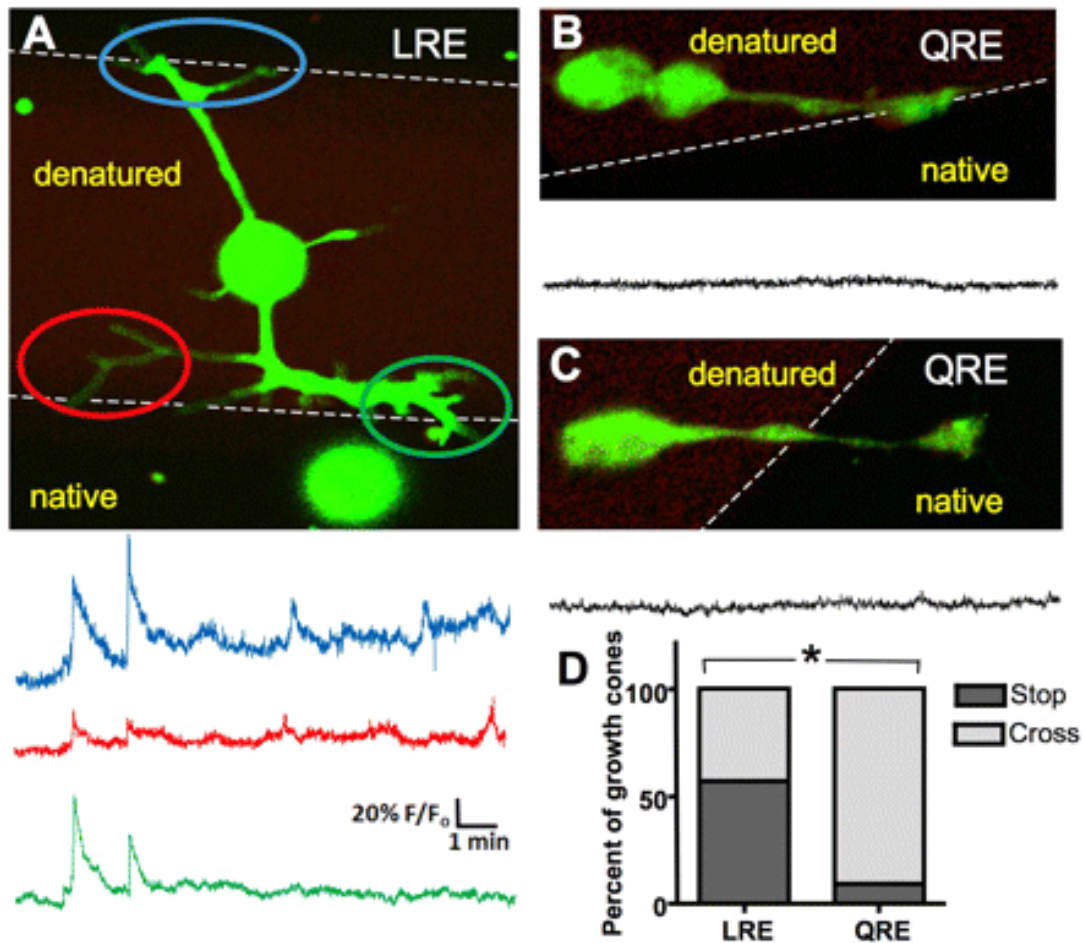 A
LRE
denatured
native
B
denatured
QRE
native
C
denatured
QRE
native
20% F/F₀
1 min
D
*
Percent of growth cones
100
50
0
LRE
QRE
Stop
Cross